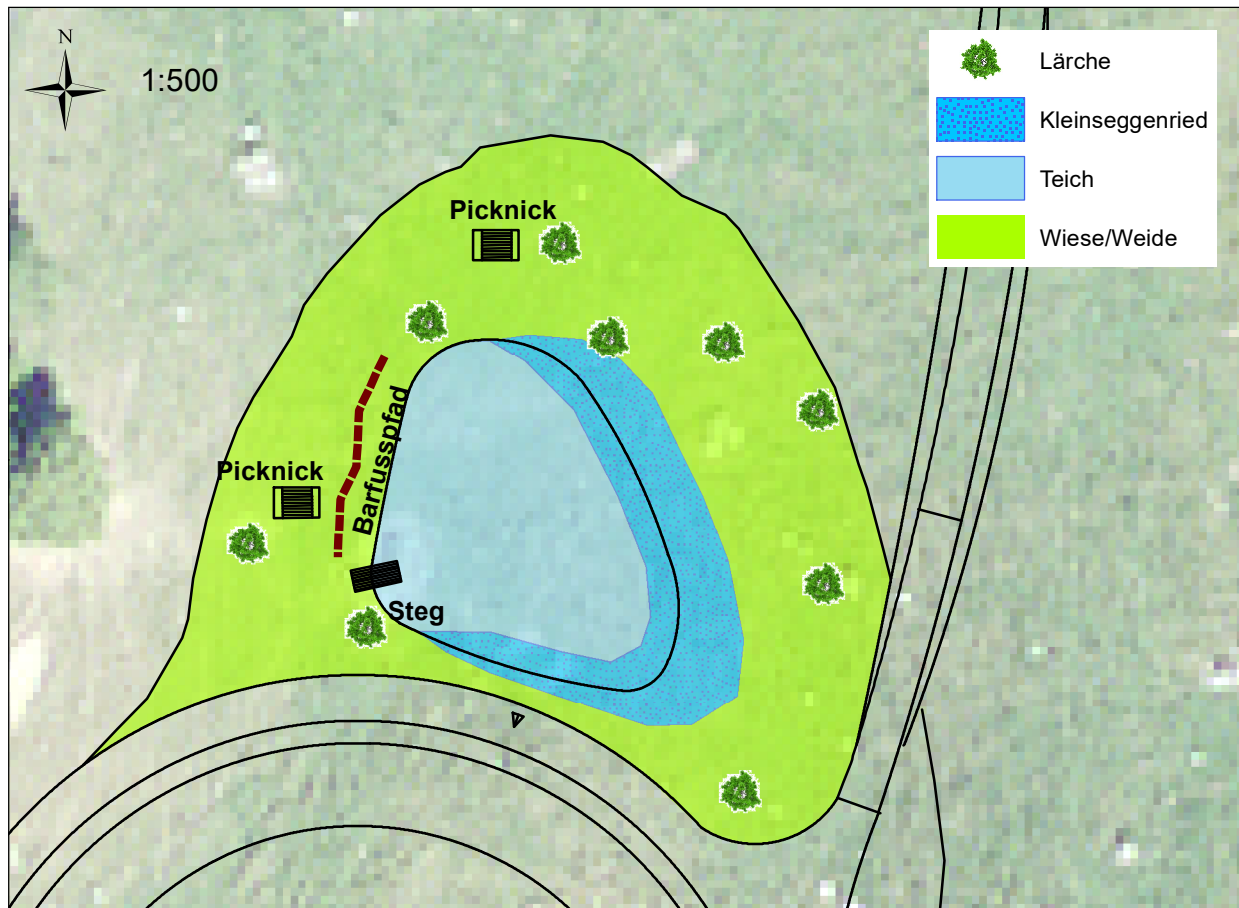 N
1:500
Lärche
Kleinseggenried
Teich
Wiese/Weide
Picknick
Barfusspfad
Picknick
Steg